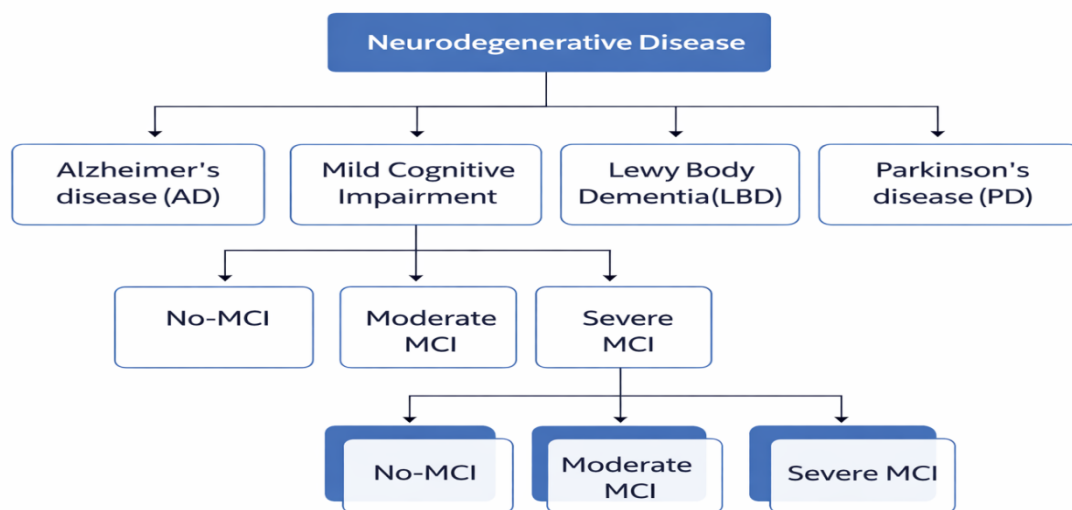 Neurodegenerative Disease
Alzheimer's
disease (AD)
Mild Cognitive
Impairment
Lewy Body
Dementia(LBD)
Parkinson's
disease (PD)
No-MCI
Moderate
MCI
Severe
MCI
No-MCI
Moderate
MCI
Severe MCI